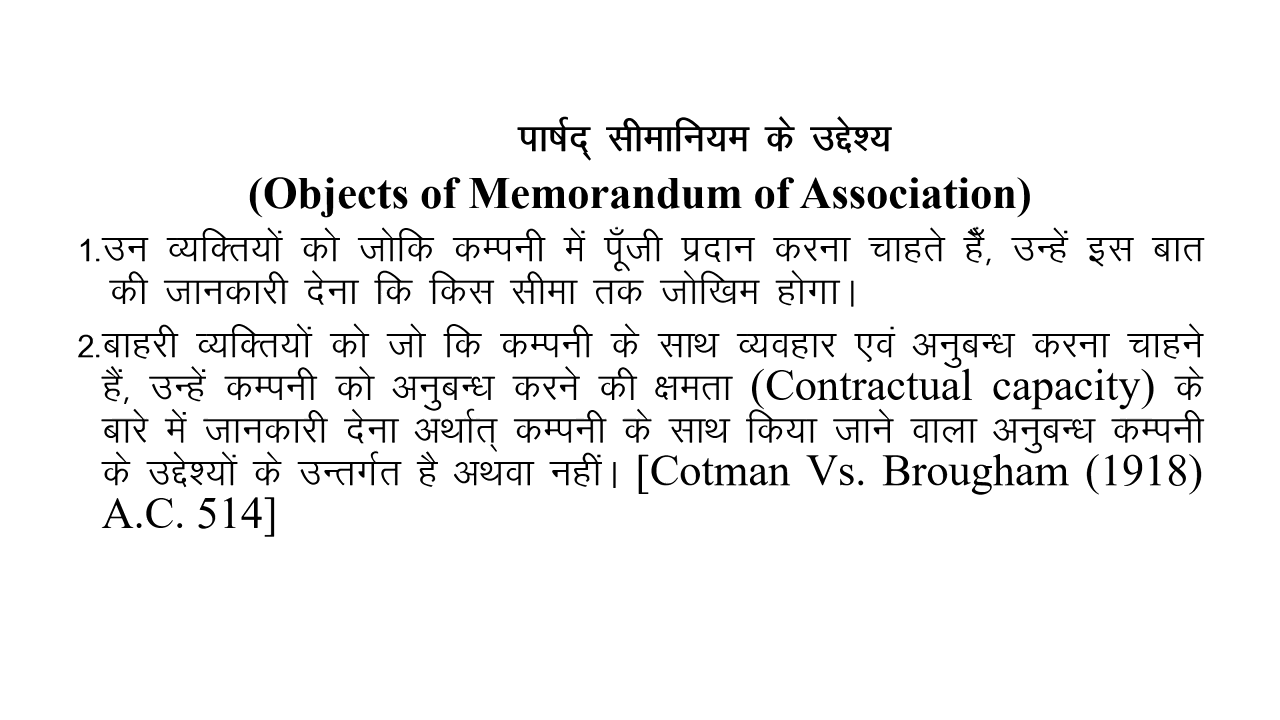 पार्षद् सीमानियम के उद्देश्य
(Objects of Memorandum of Association)
1.उन व्यक्तियों को जोकि कम्पनी में पूँजी प्रदान करना चाहते हैं, उन्हें इस बात
की जानकारी देना कि किस सीमा तक जोखिम होगा।
2.बाहरी व्यक्तियों को जो कि कम्पनी के साथ व्यवहार एवं अनुबन्ध करना चाहने
हैं, उन्हें कम्पनी को अनुबन्ध करने की क्षमता (Contractual capacity) के
बारे में जानकारी देना अर्थात् कम्पनी के साथ किया जाने वाला अनुबन्ध कम्पनी
के उद्देश्यों के उन्तर्गत है अथवा नहीं। [Cotman Vs. Brougham (1918)
A.C. 514]